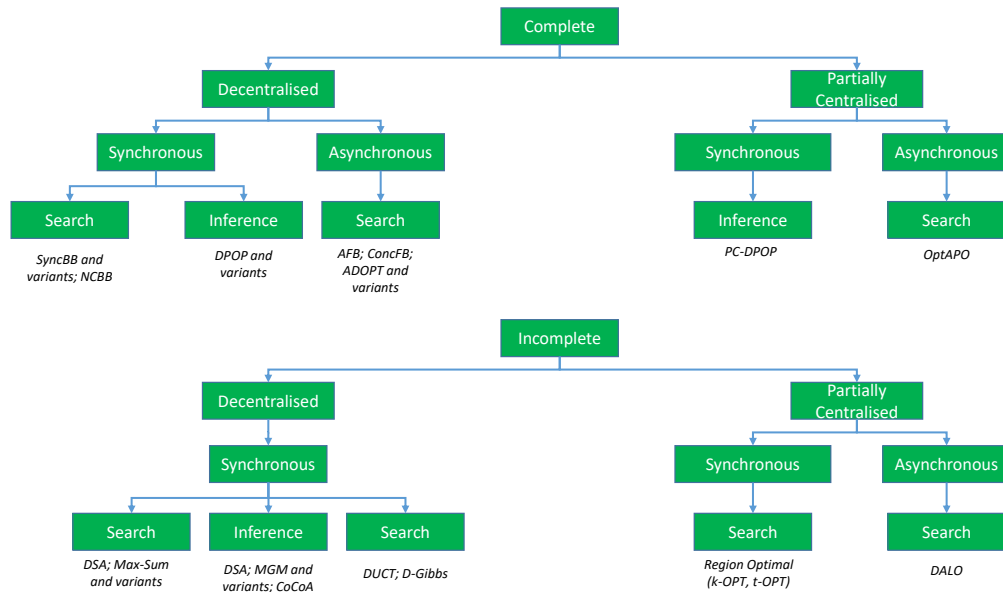 Complete
Decentralised
Partially
Centralised
Synchronous
Asynchronous
Synchronous
Asynchronous
Search
Inference
Search
Inference
Search
SyncBB and
variants; NCBB
DPOP and
variants
AFB; ConcFB;
ADOPT and
variants
PC-DPOP
OptAPO
Incomplete
Decentralised
Partially
Centralised
Synchronous
Synchronous
Asynchronous
Search
Inference
Search
Search
Search
DSA; Max-Sum
and variants
DSA; MGM and
variants; CoCoA
DUCT; D-Gibbs
Region Optimal
(k-OPT, t-OPT)
DALO